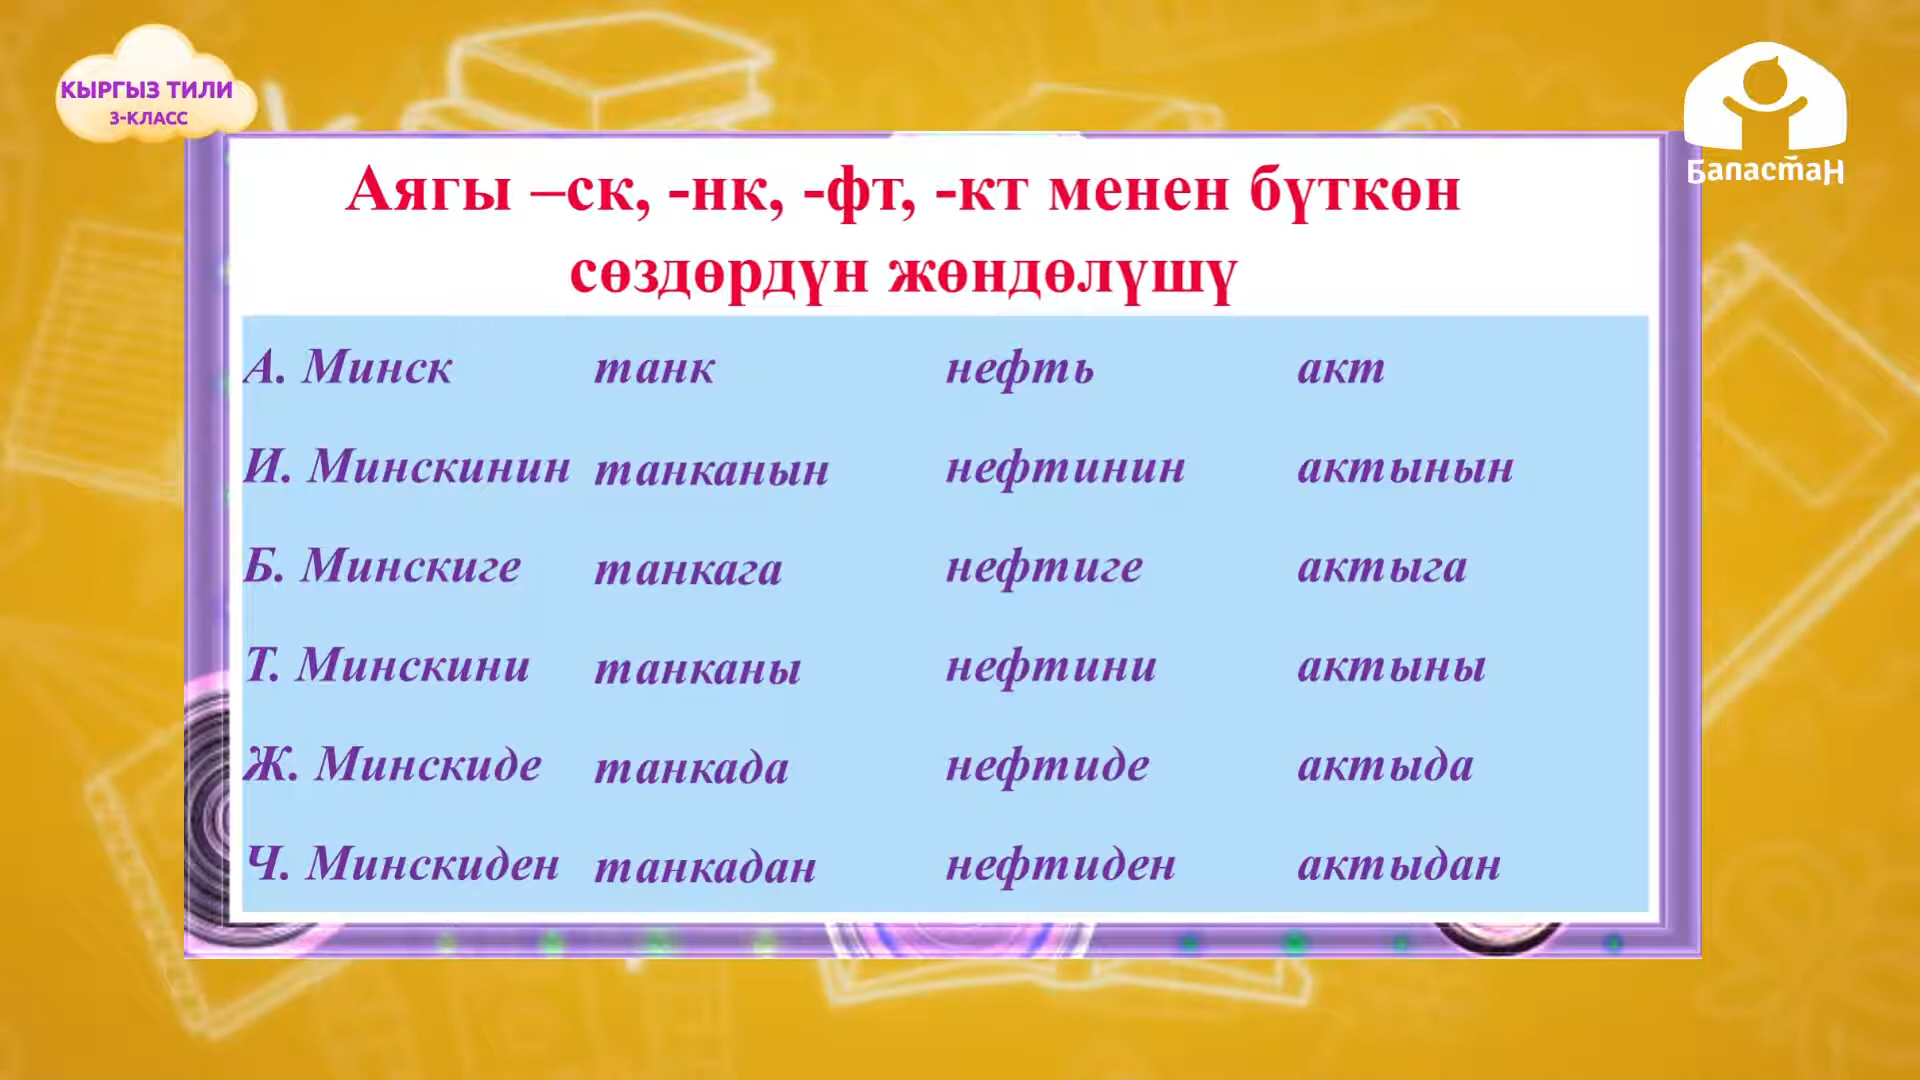 КЫРГЫЗ ТИЛИ
3-КЛАСС
Баластан
Аягы –ск, -нк, -фт, -кт менен бүткөн
сөздөрдүн жөндөлүшү
А. Минск танк нефть акт
И. Минскинин танканын нефтинин актынын
Б. Минскиге танкага нефтиге актыга
Т. Минскини танканы нефтини актыны
Ж. Минскиде танкада нефтиде актыда
Ч. Минскиден танкадан нефтиден актыдан